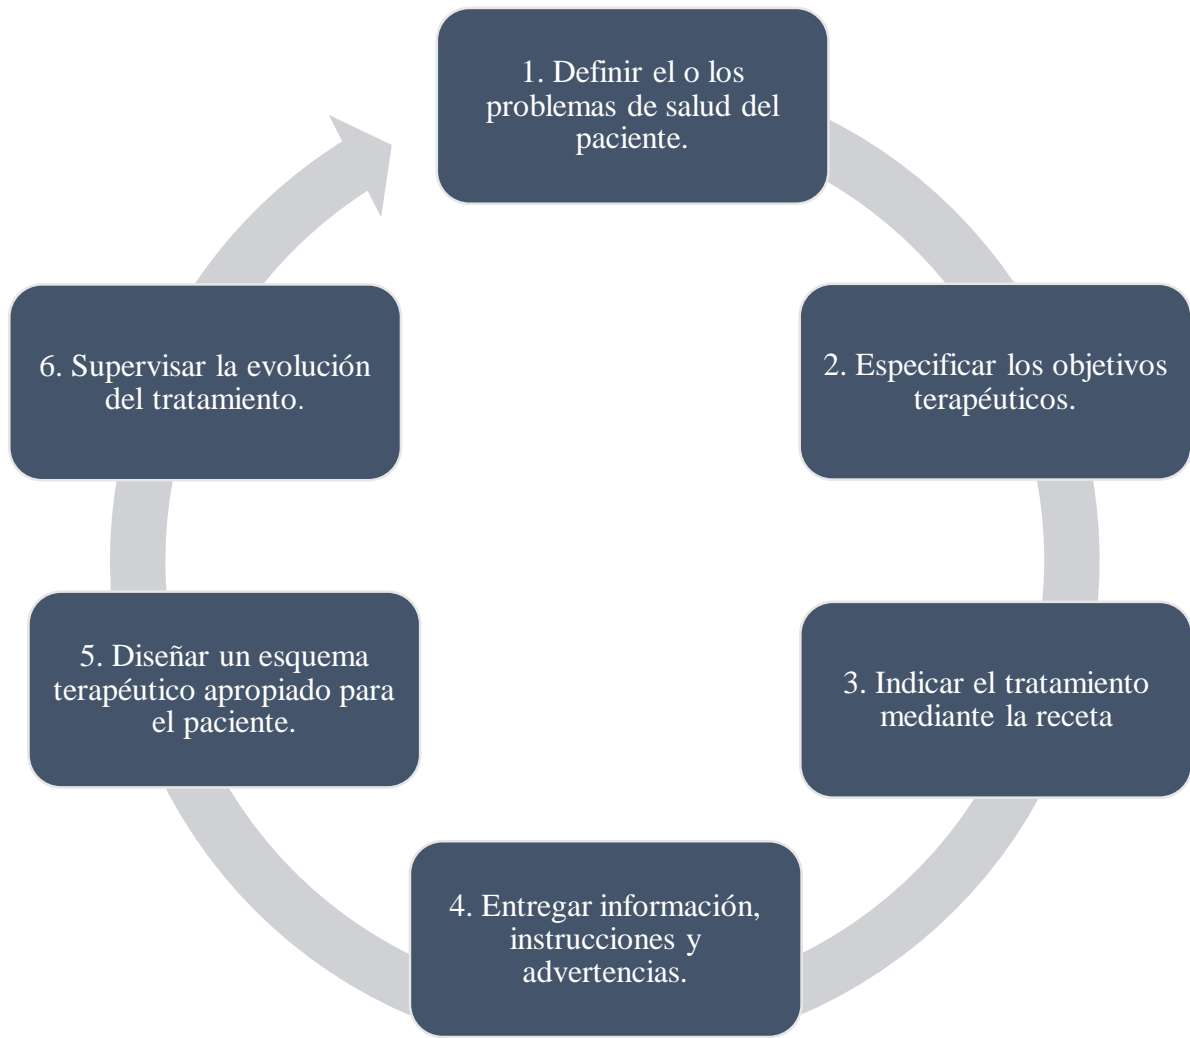 1. Definir el o los
problemas de salud del
paciente.
2. Especificar los objetivos
terapéuticos.
3. Indicar el tratamiento
mediante la receta
4. Entregar información,
instrucciones y
advertencias.
5. Diseñar un esquema
terapéutico apropiado para
el paciente.
6. Supervisar la evolución
del tratamiento.